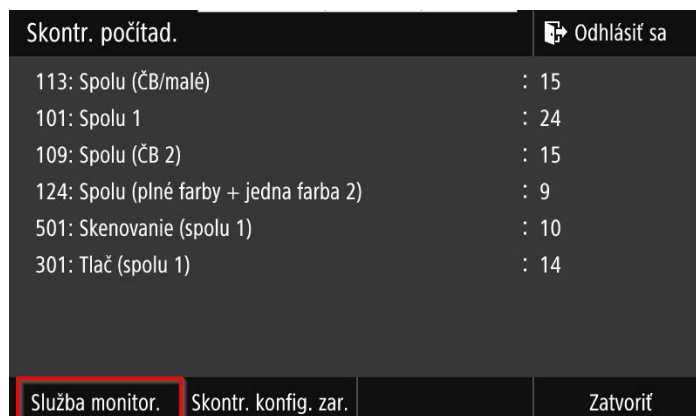 Skontr. počítad.
Odhlásiť sa
113: Spolu (ČB/malé) : 15
101: Spolu 1 : 24
109: Spolu (ČB 2) : 15
124: Spolu (plné farby + jedna farba 2) : 9
501: Skenovanie (spolu 1) : 10
301: Tlač (spolu 1) : 14
Služba monitor. Skontr. konfig. zar. Zatvoriť